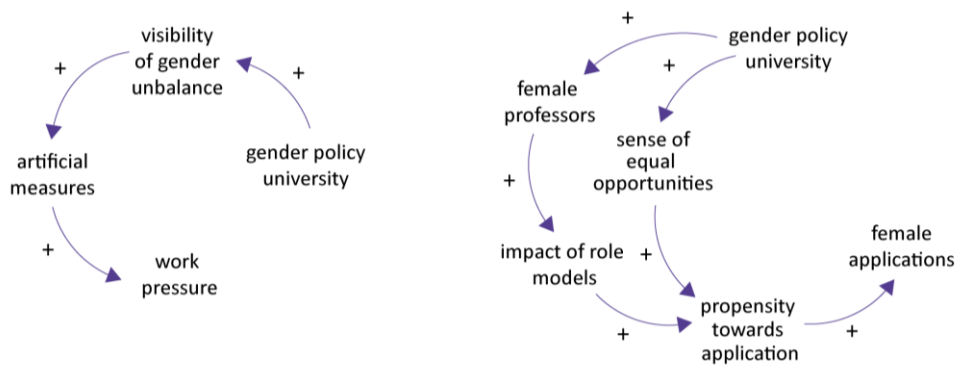 visibility
of gender
unbalance
+
+
artificial
measures
gender policy
university
+
work
pressure
+
gender policy
university
+
female
professors
sense of
equal
opportunities
+
impact of role
models
+
female
applications
propensity
towards
application
+
+